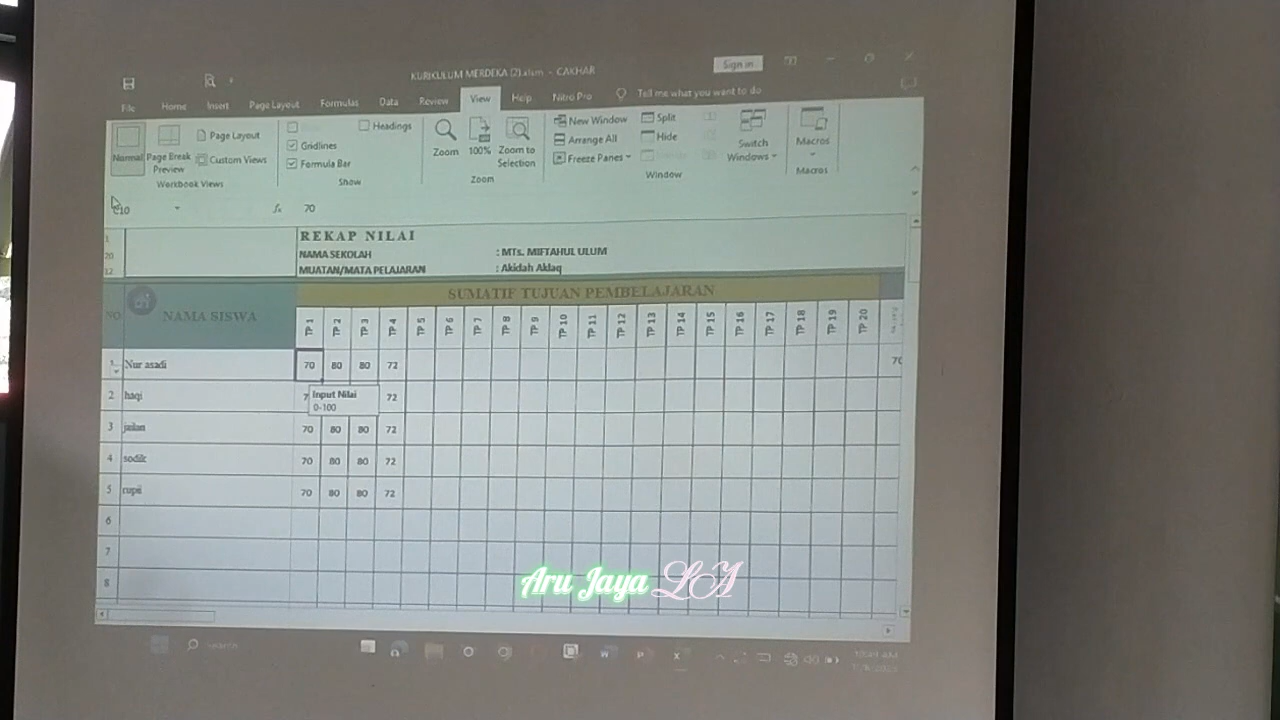 KURIKULUM MERDEKA (2).xlsm - CAKHAR
Sign in
File Home Insert Page Layout Formulas Data Review View Help Nitro Pro Tell me what you want to do
Normal
Page Break Preview
Page Layout
Custom Views
Workbook Views
Headings
Gridlines
Formula Bar
Show
Zoom
100%
Zoom to Selection
Zoom
New Window
Arrange All
Freeze Panes
Split
Hide
Window
Switch Windows
Macros
Macros
C10
fx 70
1 REKAP NILAI
20 NAMA SEKOLAH : MTs. MIFTAHUL ULUM
12 MUATAN/MATA PELAJARAN : Akidah Aklaq
SUMATIF TUJUAN PEMBELAJARAN
NO NAMA SISWA TP 1 TP 2 TP 3 TP 4 TP 5 TP 6 TP 7 TP 8 TP 9 TP 10 TP 11 TP 12 TP 13 TP 14 TP 15 TP 16 TP 17 TP 18 TP 19 TP 20
1 Nur asadi 70 80 80 72
2 haqi 72
Input Nilai
0-100
3 jailan 70 80 80 72
4 sodik 70 80 80 72
5 rupii 70 80 80 72
6
7
8
Aru Jaya LA
Search